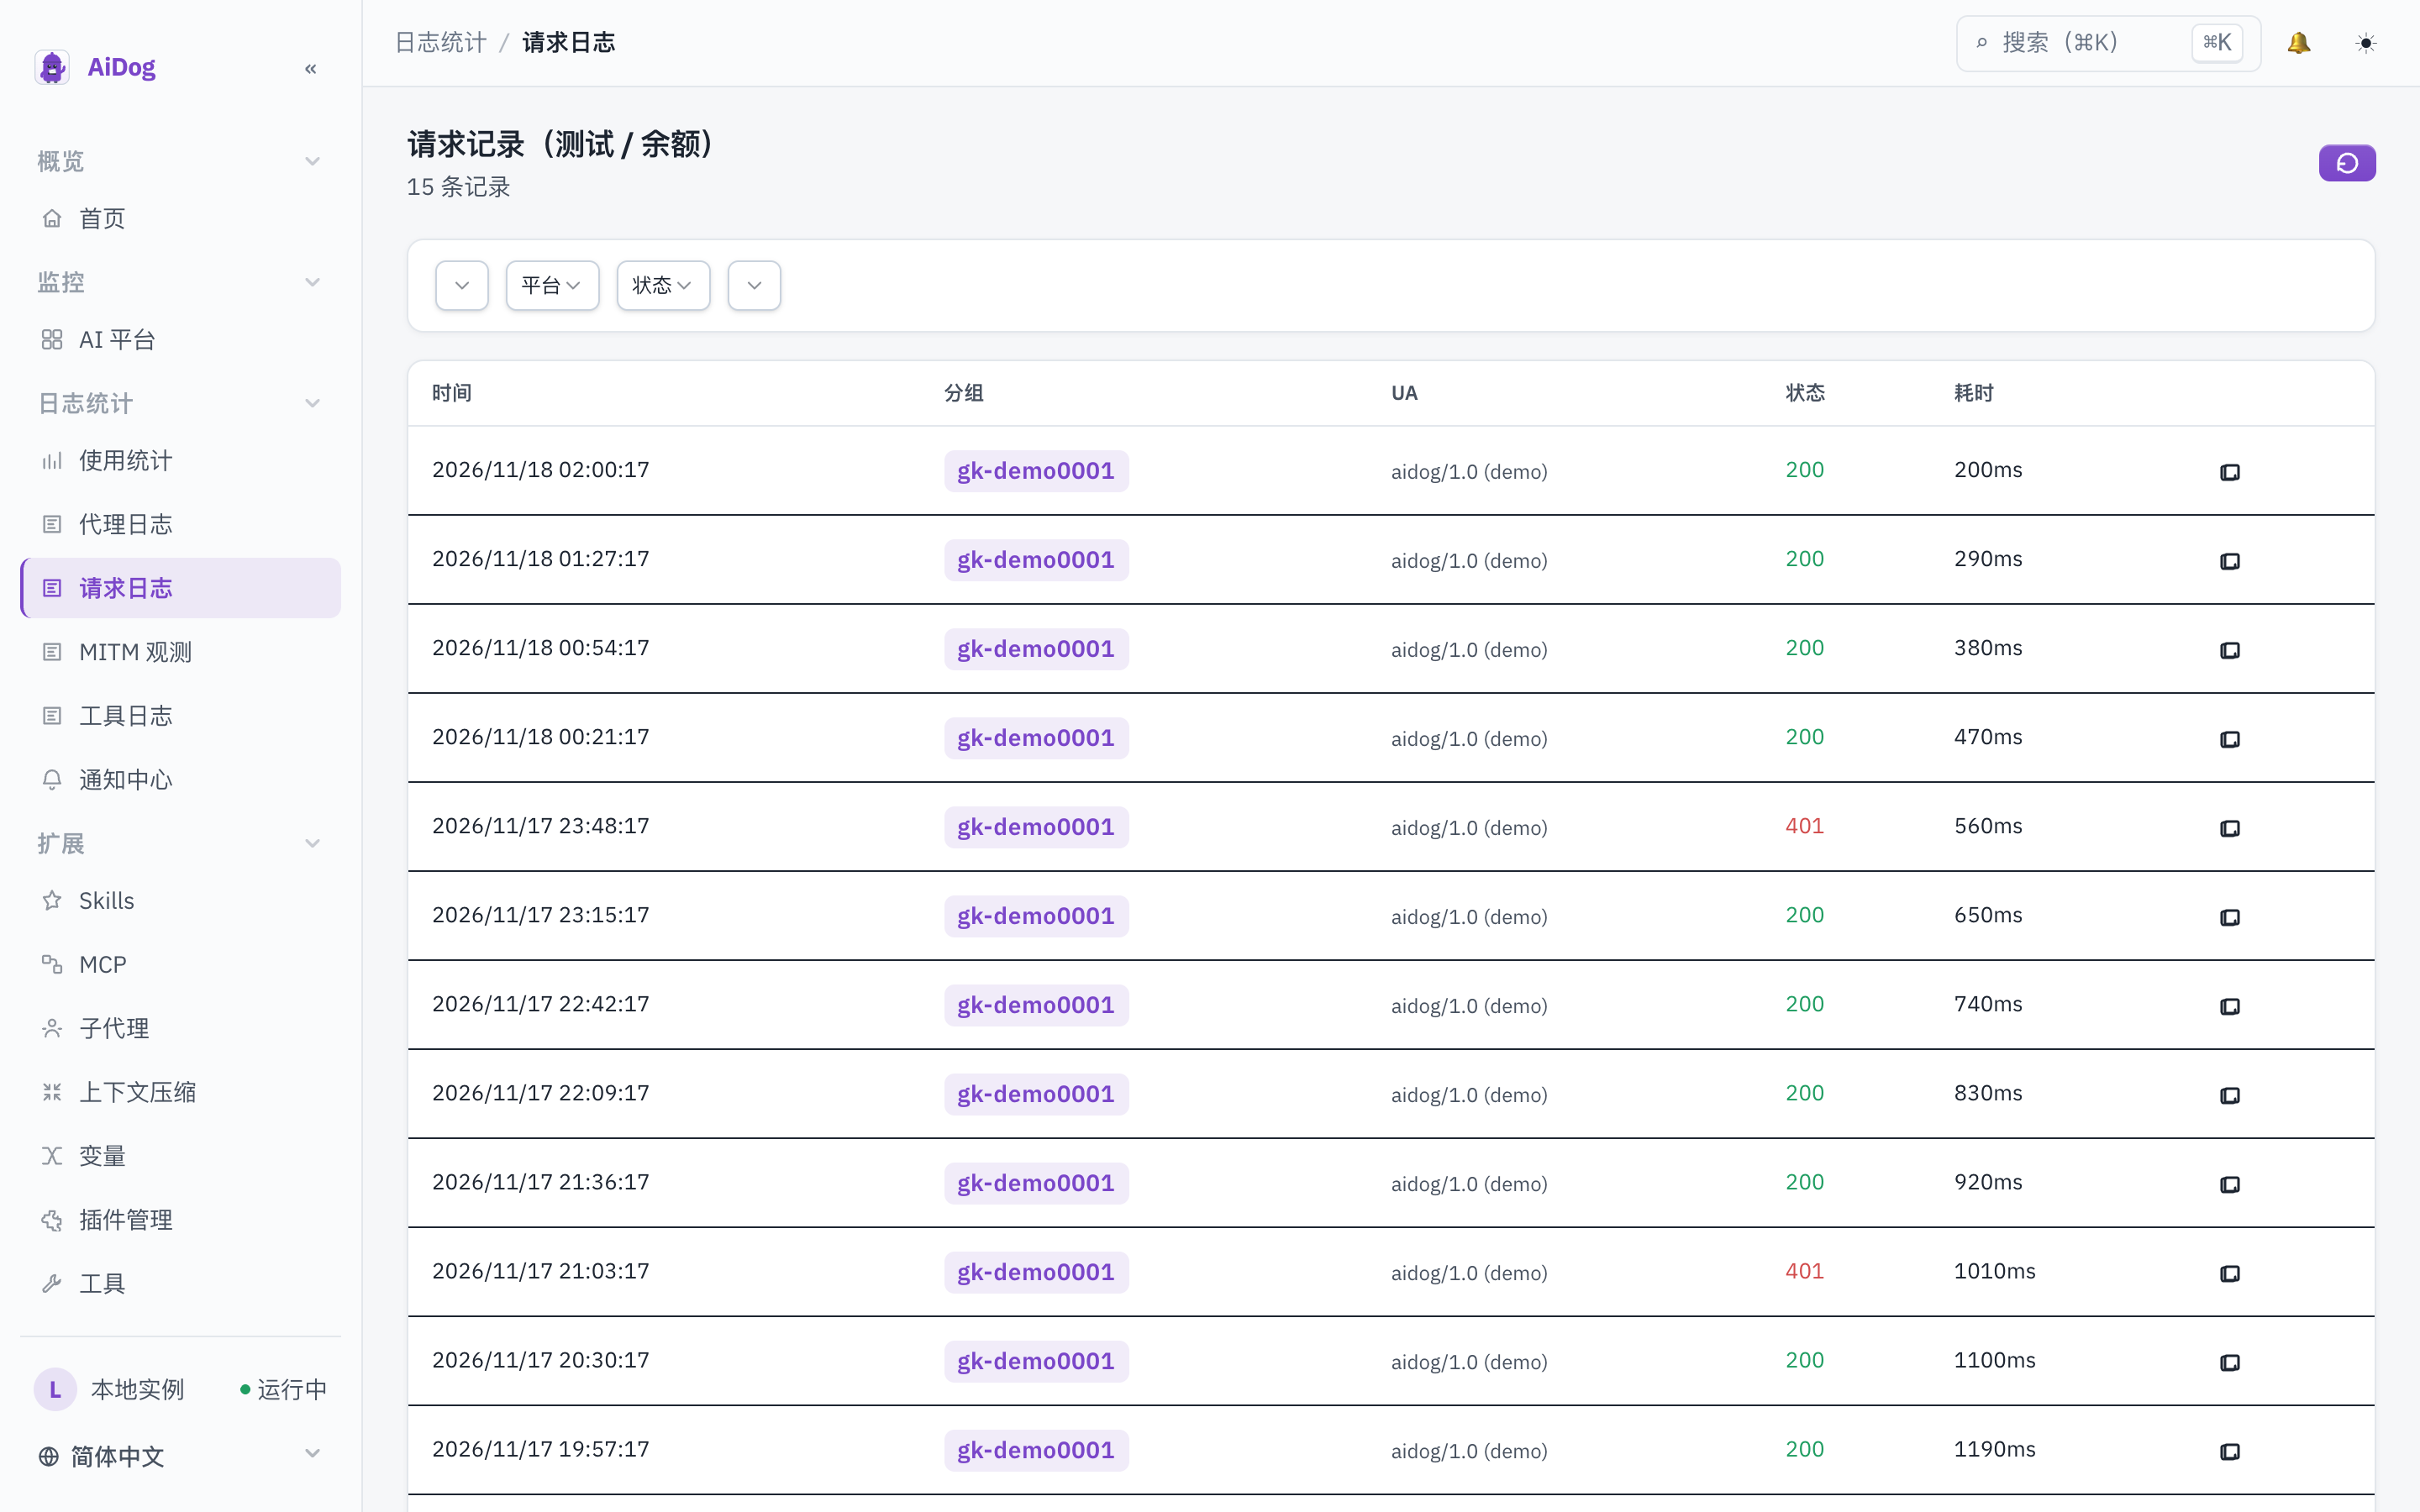 AiDog
«
概览
首页
监控
AI 平台
日志统计
使用统计
代理日志
请求日志
MITM 观测
工具日志
通知中心
扩展
Skills
MCP
子代理
上下文压缩
变量
插件管理
工具
L 本地实例 运行中
简体中文
日志统计 / 请求日志
搜索（⌘K） ⌘K
请求记录（测试 / 余额）
15 条记录
平台 状态
时间 分组 UA 状态 耗时
2026/11/18 02:00:17 gk-demo0001 aidog/1.0 (demo) 200 200ms
2026/11/18 01:27:17 gk-demo0001 aidog/1.0 (demo) 200 290ms
2026/11/18 00:54:17 gk-demo0001 aidog/1.0 (demo) 200 380ms
2026/11/18 00:21:17 gk-demo0001 aidog/1.0 (demo) 200 470ms
2026/11/17 23:48:17 gk-demo0001 aidog/1.0 (demo) 401 560ms
2026/11/17 23:15:17 gk-demo0001 aidog/1.0 (demo) 200 650ms
2026/11/17 22:42:17 gk-demo0001 aidog/1.0 (demo) 200 740ms
2026/11/17 22:09:17 gk-demo0001 aidog/1.0 (demo) 200 830ms
2026/11/17 21:36:17 gk-demo0001 aidog/1.0 (demo) 200 920ms
2026/11/17 21:03:17 gk-demo0001 aidog/1.0 (demo) 401 1010ms
2026/11/17 20:30:17 gk-demo0001 aidog/1.0 (demo) 200 1100ms
2026/11/17 19:57:17 gk-demo0001 aidog/1.0 (demo) 200 1190ms